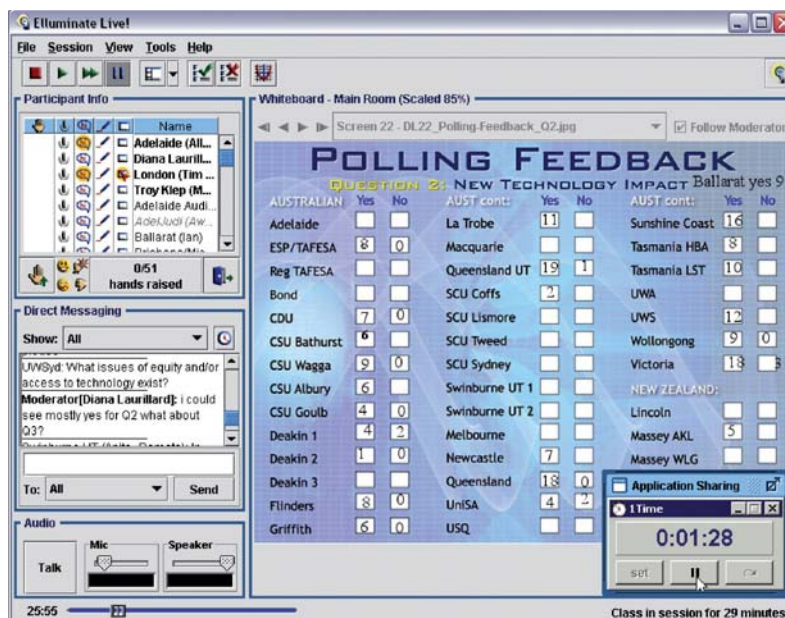 Elluminate Live!
File Session View Tools Help
Participant Info
Name
Adelaide (All...
Diana Laurill...
London (Tim ...
Troy Klep (M...
Adelaide Audi...
Adel.Judi (Aw...
Ballarat (Ian)
0/51
hands raised
Direct Messaging
Show: All
UWSyd: What issues of equity and/or
access to technology exist?
Moderator[Diana Laurillard]: i could
see mostly yes for Q2 what about
Q3?
To: All Send
Audio
Talk
Mic Speaker
25:55
Whiteboard - Main Room (Scaled 85%)
Screen 22 - DL22_Polling-Feedback_Q2.jpg Follow Moderator
POLLING FEEDBACK
QUESTION 2: NEW TECHNOLOGY IMPACT Ballarat yes 9
AUSTRALIAN Yes No
Adelaide
ESP/TAFESA 8 0
Reg TAFESA
Bond
CDU 7 0
CSU Bathurst 6
CSU Wagga 9 0
CSU Albury 6
CSU Goulb 4 0
Deakin 1 4 2
Deakin 2 1 0
Deakin 3
Flinders 8 0
Griffith 6 0
AUST cont: Yes No
La Trobe 11
Macquarie
Queensland UT 19 1
SCU Coffs 2
SCU Lismore
SCU Tweed
SCU Sydney
Swinburne UT 1
Swinburne UT 2
Melbourne
Newcastle 7
Queensland 18 0
UniSA 4 2
USQ
AUST cont: Yes No
Sunshine Coast 16
Tasmania HBA 8
Tasmania LST 10
UWA
UWS 12
Wollongong 9 0
Victoria 18 3
NEW ZEALAND:
Lincoln
Massey AKL 5
Massey WLG
Application Sharing
1Time
0:01:28
set
Class in session for 29 minutes